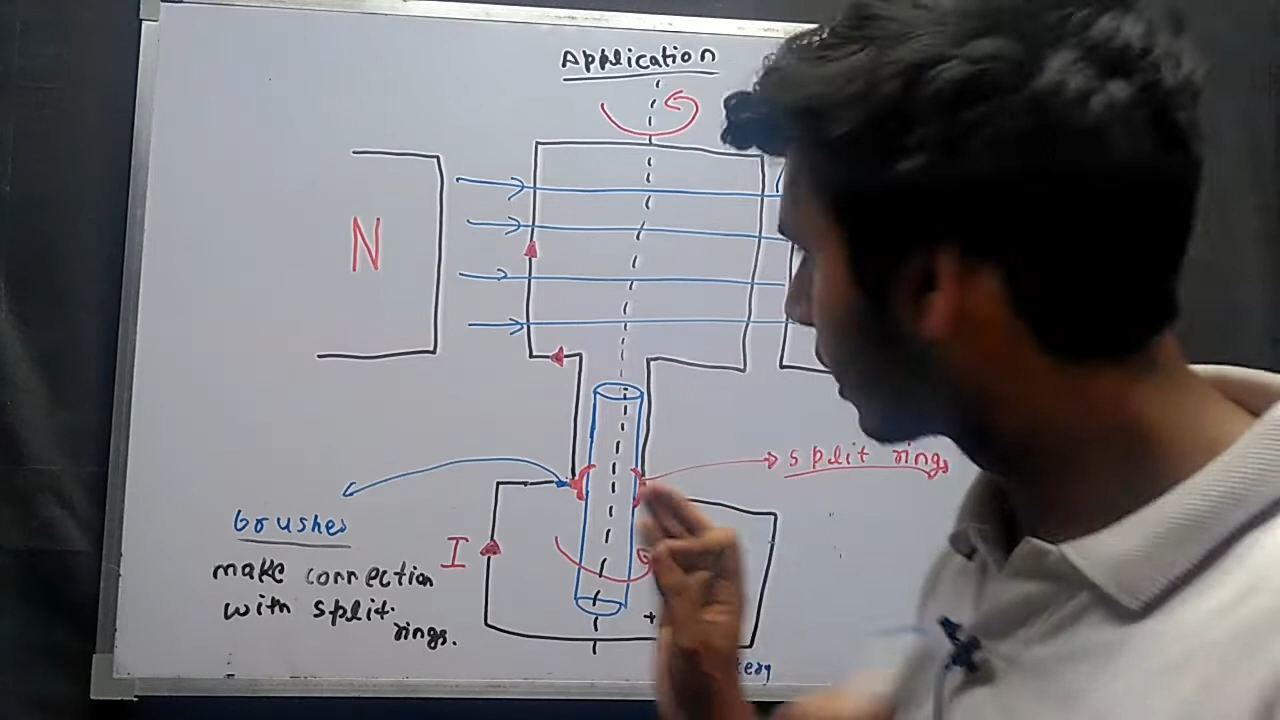 Application
N
split rings
brushes
I
make connection
with split
rings.
+